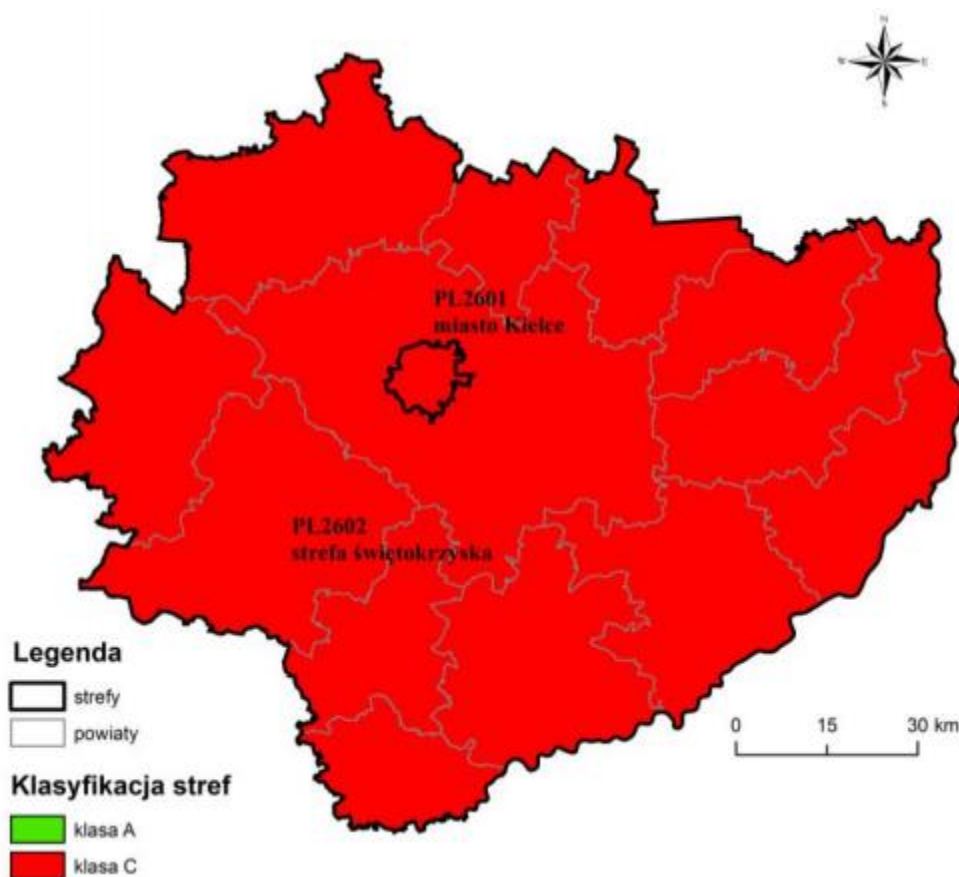 N
W E
S
PL2601
miasto Kielce
PL2602
strefa świętokrzyska
Legenda
strefy
powiaty
0 15 30 km
Klasyfikacja stref
klasa A
klasa C